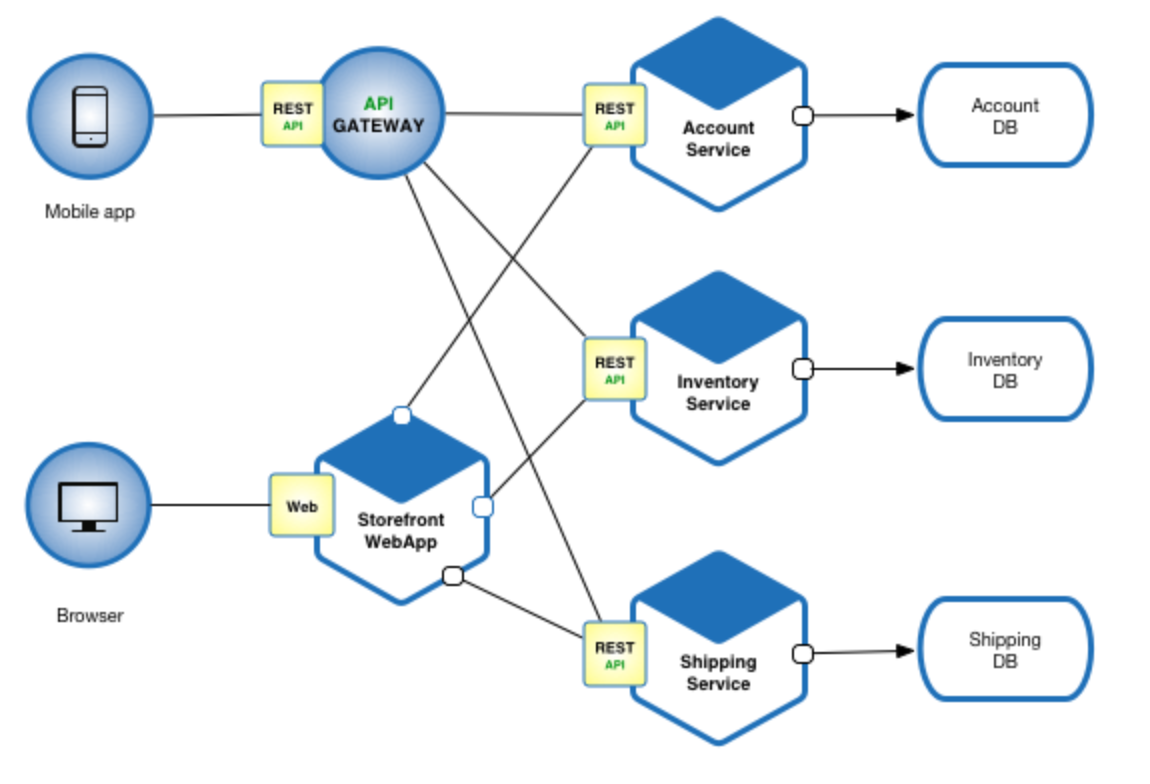 REST
API
API
GATEWAY
REST
API
Account
Service
Account
DB
Mobile app
REST
API
Inventory
Service
Inventory
DB
Web
Storefront
WebApp
Browser
REST
API
Shipping
Service
Shipping
DB